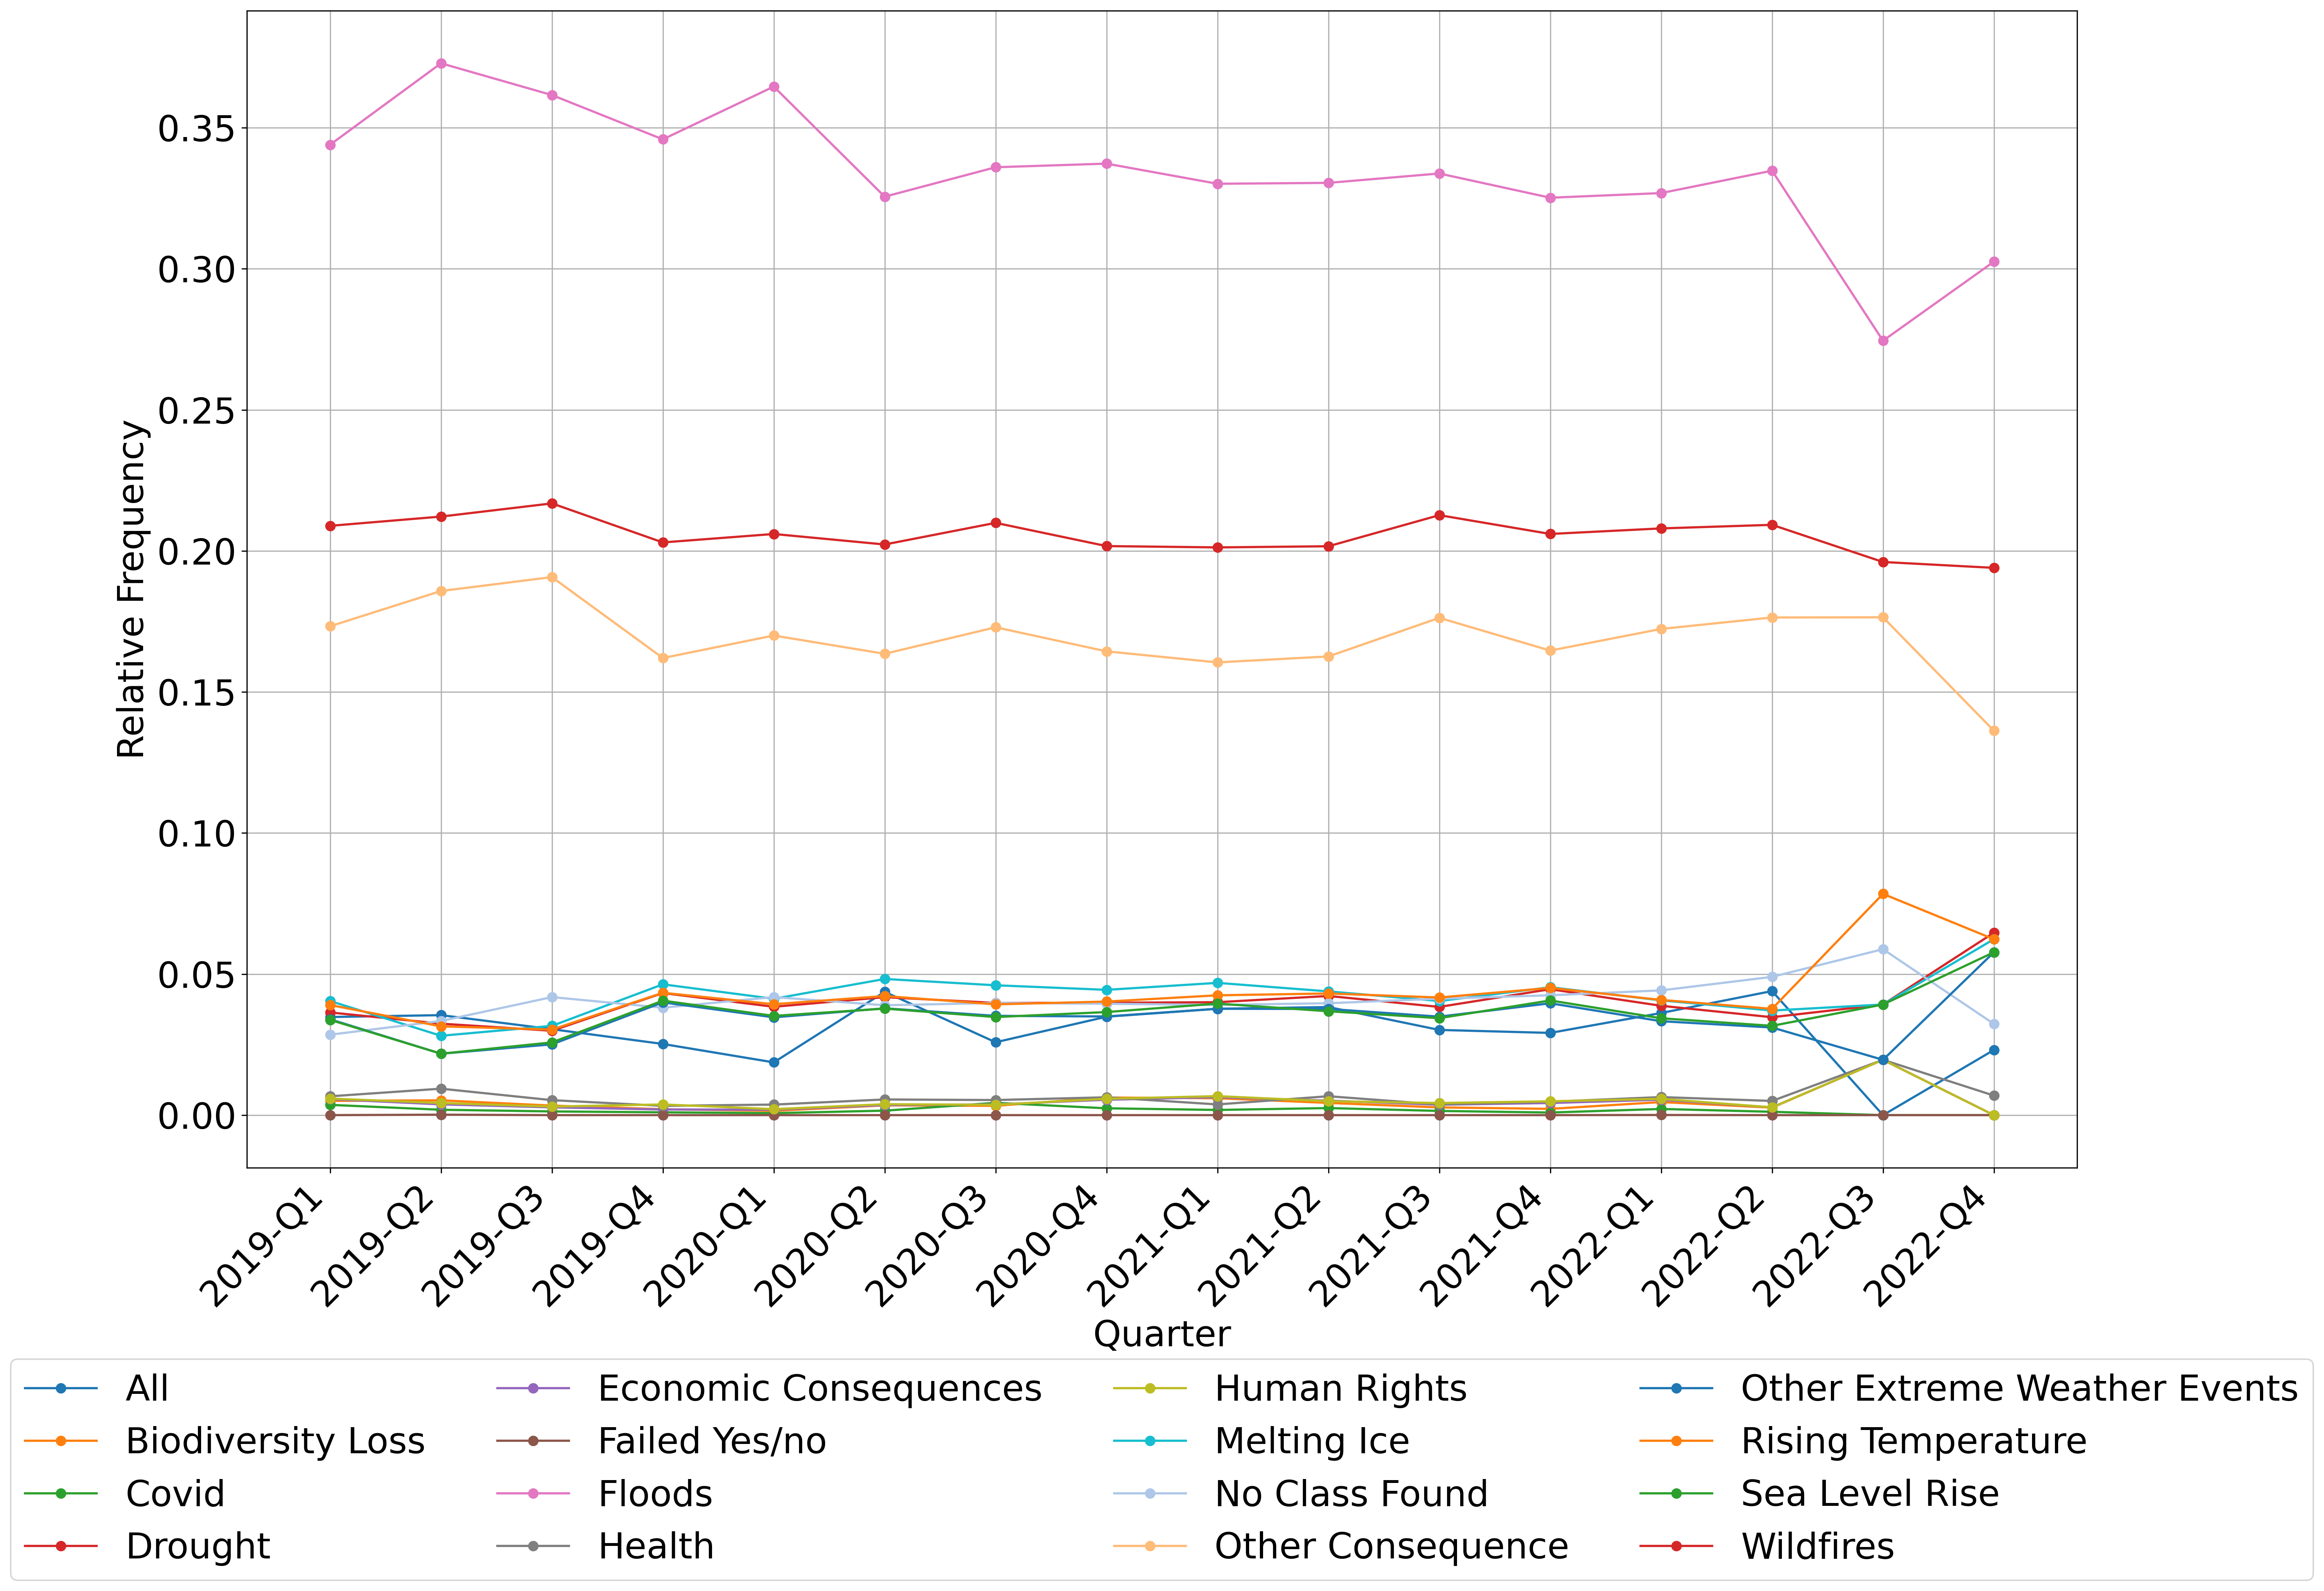 0.35
0.30
0.25
0.20
0.15
0.10
0.05
0.00
Relative Frequency
2019-Q1
2019-Q2
2019-Q3
2019-Q4
2020-Q1
2020-Q2
2020-Q3
2020-Q4
2021-Q1
2021-Q2
2021-Q3
2021-Q4
2022-Q1
2022-Q2
2022-Q3
2022-Q4
Quarter
All
Biodiversity Loss
Covid
Drought
Economic Consequences
Failed Yes/no
Floods
Health
Human Rights
Melting Ice
No Class Found
Other Consequence
Other Extreme Weather Events
Rising Temperature
Sea Level Rise
Wildfires